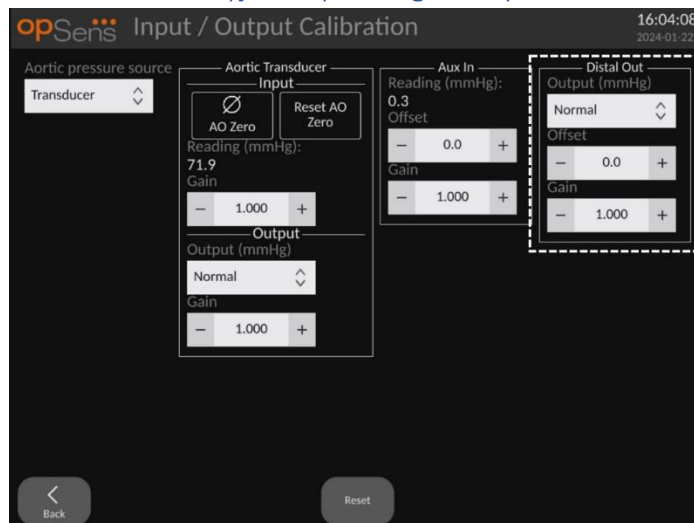 opSens Input / Output Calibration
16:04:08
2024-01-22
Aortic pressure source
Transducer
Aortic Transducer
Input
AO Zero
Reset AO
Zero
Reading (mmHg):
71.9
Gain
− 1.000 +
Output
Output (mmHg)
Normal
Gain
− 1.000 +
Aux In
Reading (mmHg):
0.3
Offset
− 0.0 +
Gain
− 1.000 +
Distal Out
Output (mmHg)
Normal
Offset
− 0.0 +
Gain
− 1.000 +
Back
Reset